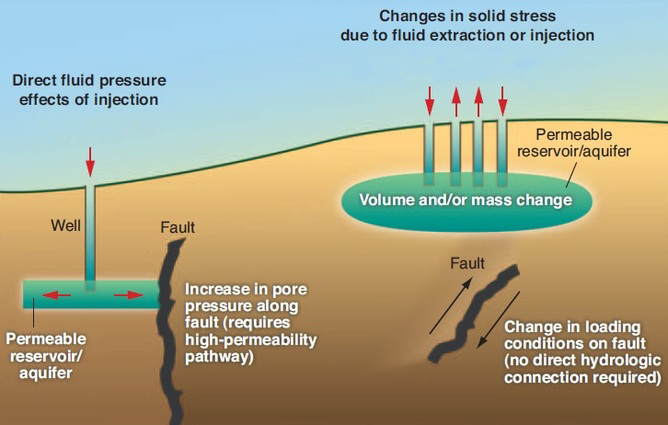 Changes in solid stress
due to fluid extraction or injection
Direct fluid pressure
effects of injection
Permeable
reservoir/aquifer
Volume and/or mass change
Well
Fault
Fault
Increase in pore
pressure along
fault (requires
high-permeability
pathway)
Permeable
reservoir/
aquifer
Change in loading
conditions on fault
(no direct hydrologic
connection required)